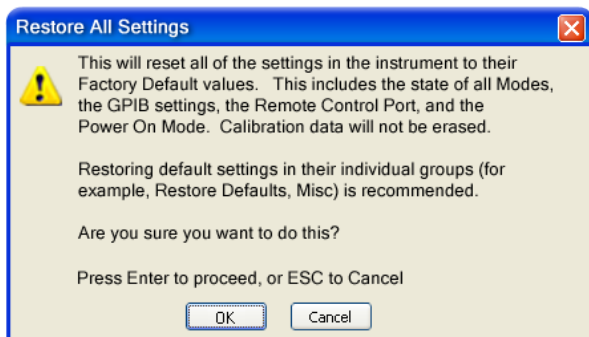 Restore All Settings
This will reset all of the settings in the instrument to their
Factory Default values. This includes the state of all Modes,
the GPIB settings, the Remote Control Port, and the
Power On Mode. Calibration data will not be erased.
Restoring default settings in their individual groups (for
example, Restore Defaults, Misc) is recommended.
Are you sure you want to do this?
Press Enter to proceed, or ESC to Cancel
OK
Cancel